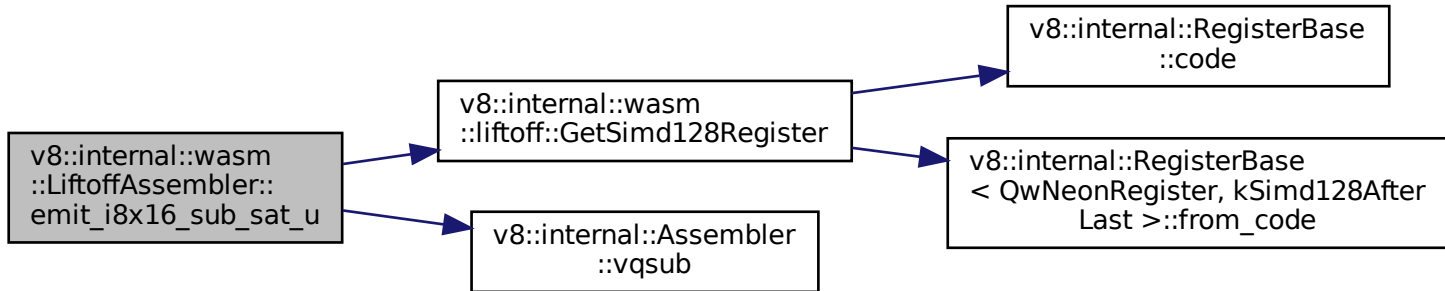 v8::internal::wasm
::LiftoffAssembler::
emit_i8x16_sub_sat_u
v8::internal::wasm
::liftoff::GetSimd128Register
v8::internal::Assembler
::vqsub
v8::internal::RegisterBase
::code
v8::internal::RegisterBase
< QwNeonRegister, kSimd128After
Last >::from_code